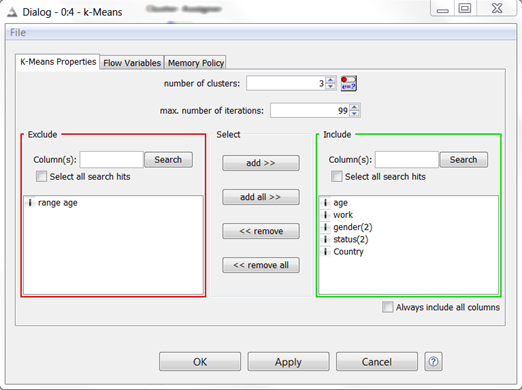 Cluster Assigner
Dialog - 0:4 - k-Means
File
K-Means Properties Flow Variables Memory Policy
number of clusters: 3
max. number of iterations: 99
Exclude
Column(s): Search
Select all search hits
range age
Select
add >>
add all >>
<< remove
<< remove all
Include
Column(s): Search
Select all search hits
age
work
gender(2)
status(2)
Country
Always include all columns
OK Apply Cancel ?